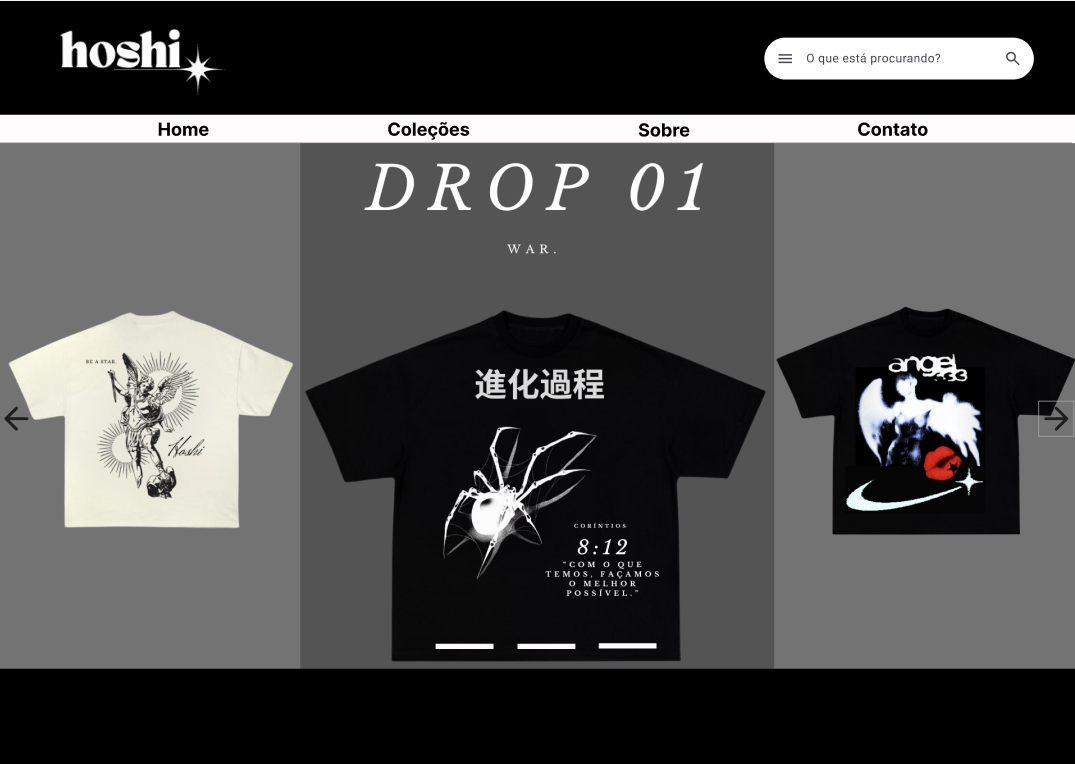 hoshi
O que está procurando?
Home
Coleções
Sobre
Contato
DROP 01
WAR.
BE A STAR.
Hoshi
進化過程
CORÍNTIOS
8:12
"COM O QUE
TEMOS, FAÇAMOS
O MELHOR
POSSÍVEL."
angel
:33